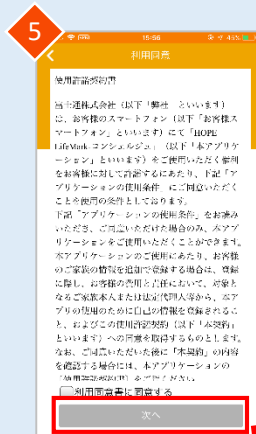 5
15:56
45%
利用同意
使用許諾契約書
富士通株式会社（以下「弊社」といいます）
は、お客様のスマートフォン（以下「お客様ス
マートフォン」といいます）にて「HOPE
LifeMark-コンシェルジュ」（以下「本アプリケ
ーション」といいます）をご使用いただく権利
をお客様に対して許諾するにあたり、下記「ア
プリケーションの使用条件」にご同意いただく
ことを使用の条件としております。
下記「アプリケーションの使用条件」をお読み
いただき、ご同意いただけた場合のみ、本アプ
リケーションをご使用いただくことができます。
本アプリケーションのご使用にあたり、お客様
のご家族の情報を追加で登録する場合は、登録
に際し、お客様の費用と責任において、対象と
なるご家族本人または法定代理人等から、本ア
プリの使用のために自己の情報を登録されるこ
と、およびこの使用許諾契約（以下「本契約」
といいます）への同意を取得するものとします。
なお、ご同意いただいた後に「本契約」の内容
を確認する場合には、本アプリケーションの
「使用許諾契約書」をご覧ください
利用同意書に同意する
次へ